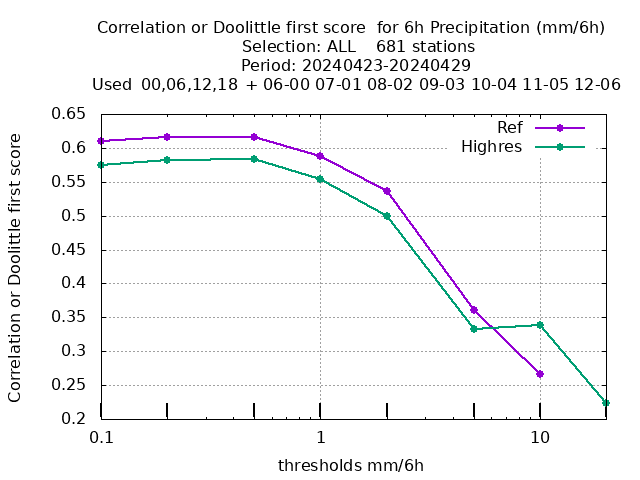 Correlation or Doolittle first score  for 6h Precipitation (mm/6h)
Selection: ALL    681 stations
Period: 20240423-20240429
Used  00,06,12,18  + 06-00 07-01 08-02 09-03 10-04 11-05 12-06
Correlation or Doolittle first score
0.65
0.6
0.55
0.5
0.45
0.4
0.35
0.3
0.25
0.2
Ref
Highres
0.1
1
10
thresholds mm/6h